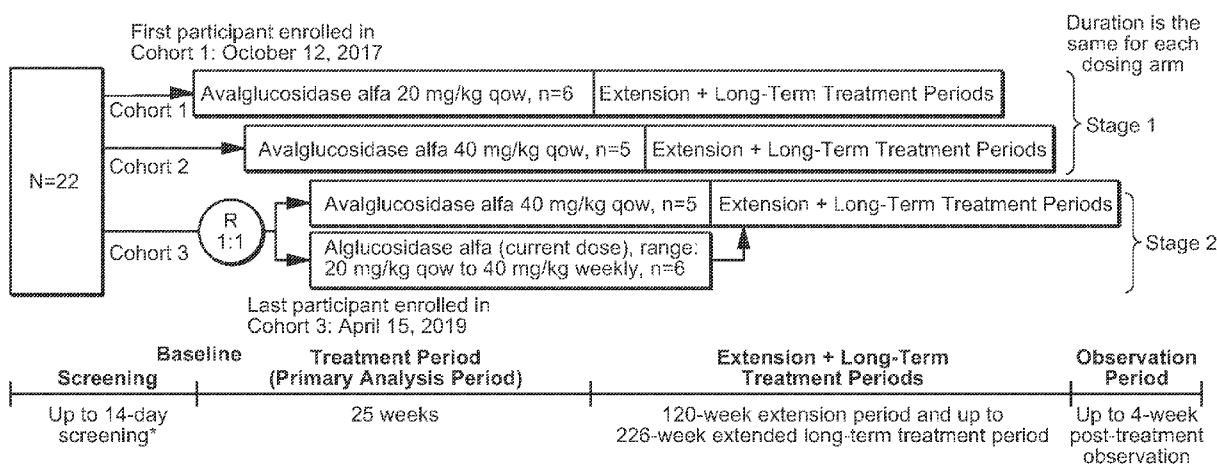 First participant enrolled in
Cohort 1: October 12, 2017
Duration is the
same for each
dosing arm
N=22
Cohort 1
Avalglucosidase alfa 20 mg/kg qow, n=6
Extension + Long-Term Treatment Periods
Stage 1
Cohort 2
Avalglucosidase alfa 40 mg/kg qow, n=5
Extension + Long-Term Treatment Periods
Cohort 3
R
1:1
Avalglucosidase alfa 40 mg/kg qow, n=5
Extension + Long-Term Treatment Periods
Alglucosidase alfa (current dose), range:
20 mg/kg qow to 40 mg/kg weekly, n=6
Stage 2
Last participant enrolled in
Cohort 3: April 15, 2019
Screening
Baseline
Treatment Period
(Primary Analysis Period)
Extension + Long-Term
Treatment Periods
Observation
Period
Up to 14-day
screening*
25 weeks
120-week extension period and up to
226-week extended long-term treatment period
Up to 4-week
post-treatment
observation